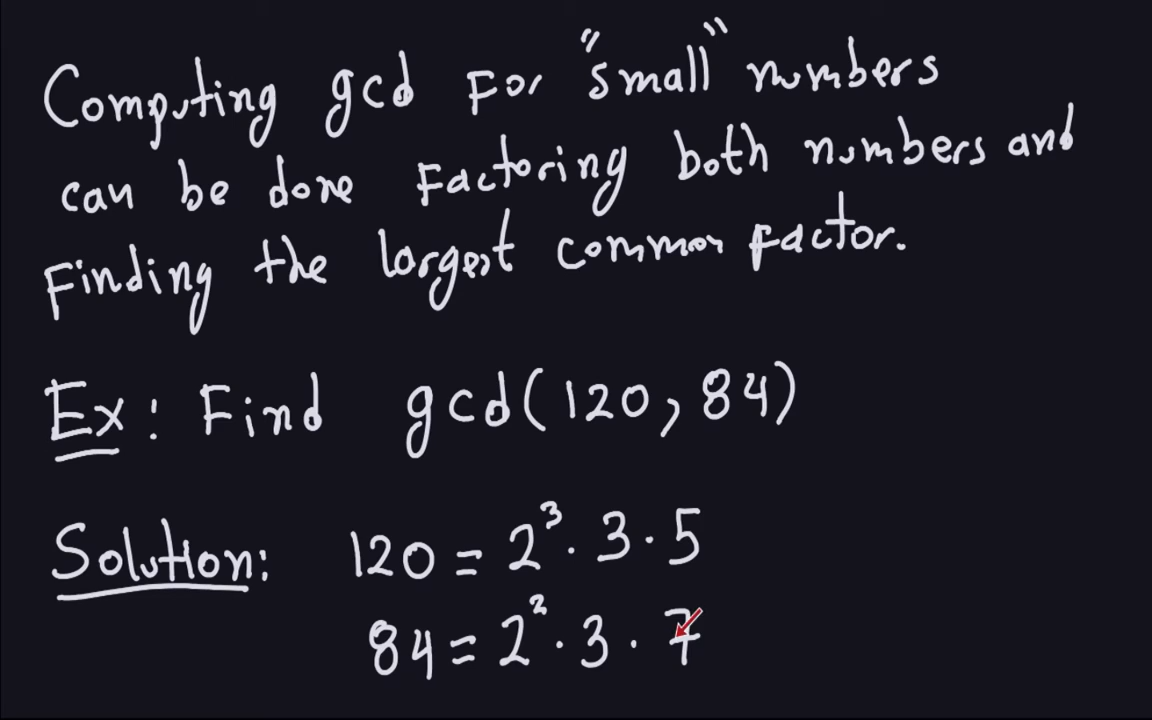 Computing gcd For "small" numbers
can be done Factoring both numbers and
Finding the largest common Factor.
Ex: Find gcd(120, 84)
Solution: 120 = 2³ · 3 · 5
84 = 2² · 3 · 7